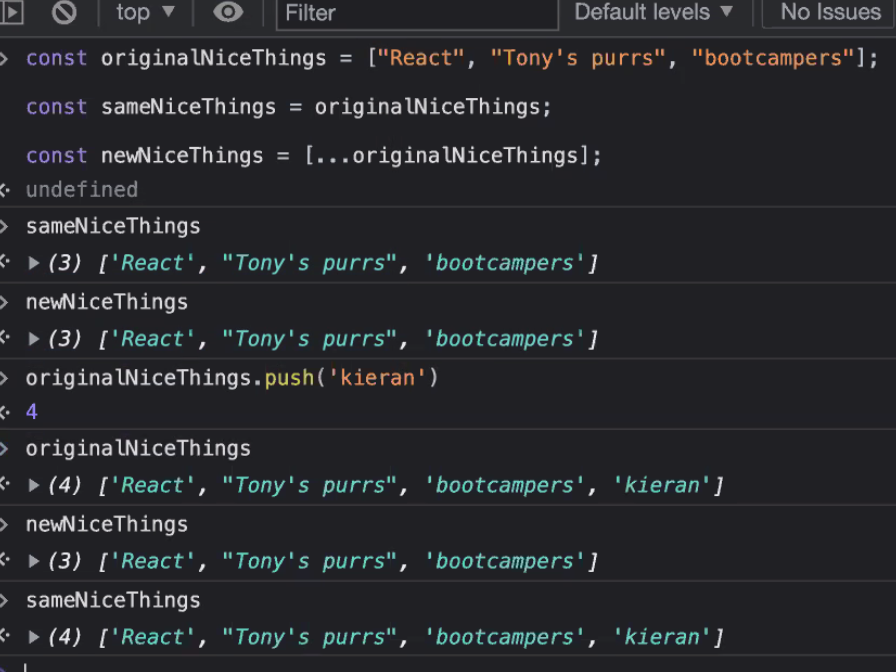 top ▼ Filter Default levels ▼ No Issues
const originalNiceThings = ["React", "Tony's purrs", "bootcampers"];
const sameNiceThings = originalNiceThings;
const newNiceThings = [...originalNiceThings];
undefined
sameNiceThings
(3) ['React', "Tony's purrs", 'bootcampers']
newNiceThings
(3) ['React', "Tony's purrs", 'bootcampers']
originalNiceThings.push('kieran')
4
originalNiceThings
(4) ['React', "Tony's purrs", 'bootcampers', 'kieran']
newNiceThings
(3) ['React', "Tony's purrs", 'bootcampers']
sameNiceThings
(4) ['React', "Tony's purrs", 'bootcampers', 'kieran']